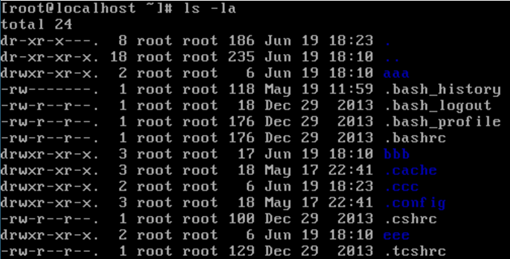 [root@localhost ~]# ls -la
total 24
dr-xr-x---. 8 root root 186 Jun 19 18:23 .
dr-xr-xr-x. 18 root root 235 Jun 19 18:10 ..
drwxr-xr-x. 2 root root 6 Jun 19 18:10 aaa
-rw-------. 1 root root 118 May 19 11:59 .bash_history
-rw-r--r--. 1 root root 18 Dec 29 2013 .bash_logout
-rw-r--r--. 1 root root 176 Dec 29 2013 .bash_profile
-rw-r--r--. 1 root root 176 Dec 29 2013 .bashrc
drwxr-xr-x. 3 root root 17 Jun 19 18:10 bbb
drwxr-xr-x. 3 root root 18 May 17 22:41 .cache
drwxr-xr-x. 2 root root 6 Jun 19 18:23 .ccc
drwxr-xr-x. 3 root root 18 May 17 22:41 .config
-rw-r--r--. 1 root root 100 Dec 29 2013 .cshrc
drwxr-xr-x. 2 root root 6 Jun 19 18:10 eee
-rw-r--r--. 1 root root 129 Dec 29 2013 .tcshrc